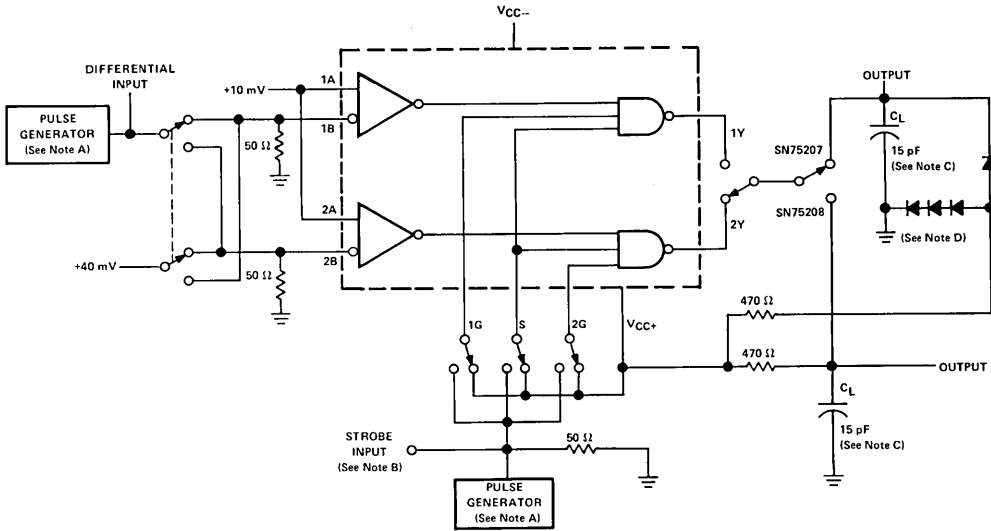 VCC–
DIFFERENTIAL
INPUT
PULSE
GENERATOR
(See Note A)
+10 mV
1A
1B
50 Ω
2A
2B
50 Ω
+40 mV
1Y
2Y
SN75207
SN75208
OUTPUT
CL
15 pF
(See Note C)
(See Note D)
1G
S
2G
VCC+
470 Ω
470 Ω
OUTPUT
CL
15 pF
(See Note C)
STROBE
INPUT
(See Note B)
50 Ω
PULSE
GENERATOR
(See Note A)